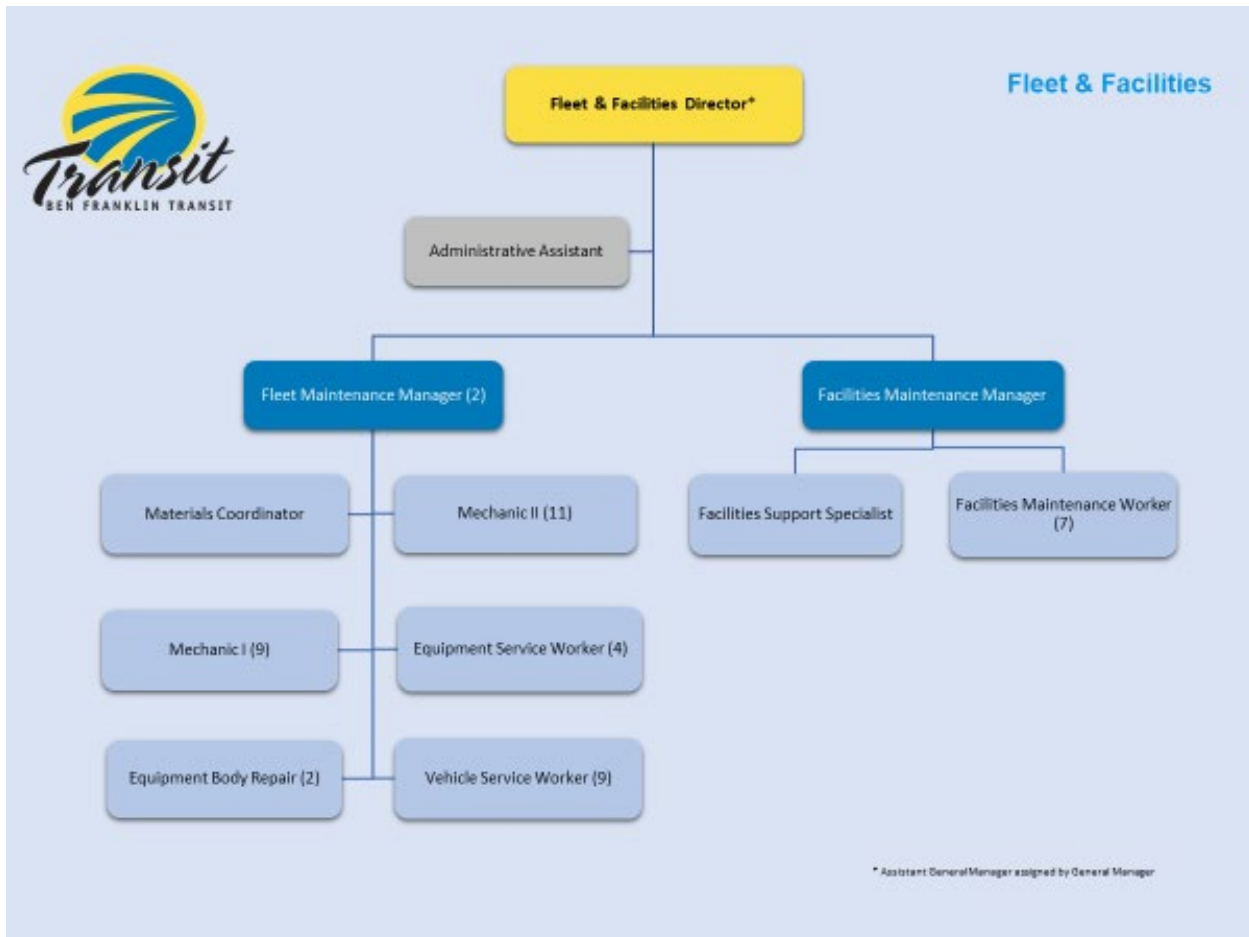 Fleet & Facilities
Transit
BEN FRANKLIN TRANSIT
Fleet & Facilities Director*
Administrative Assistant
Fleet Maintenance Manager (2)
Facilities Maintenance Manager
Materials Coordinator
Mechanic II (11)
Facilities Support Specialist
Facilities Maintenance Worker
(7)
Mechanic I (9)
Equipment Service Worker (4)
Equipment Body Repair (2)
Vehicle Service Worker (9)
* Assistant General Manager assigned by General Manager